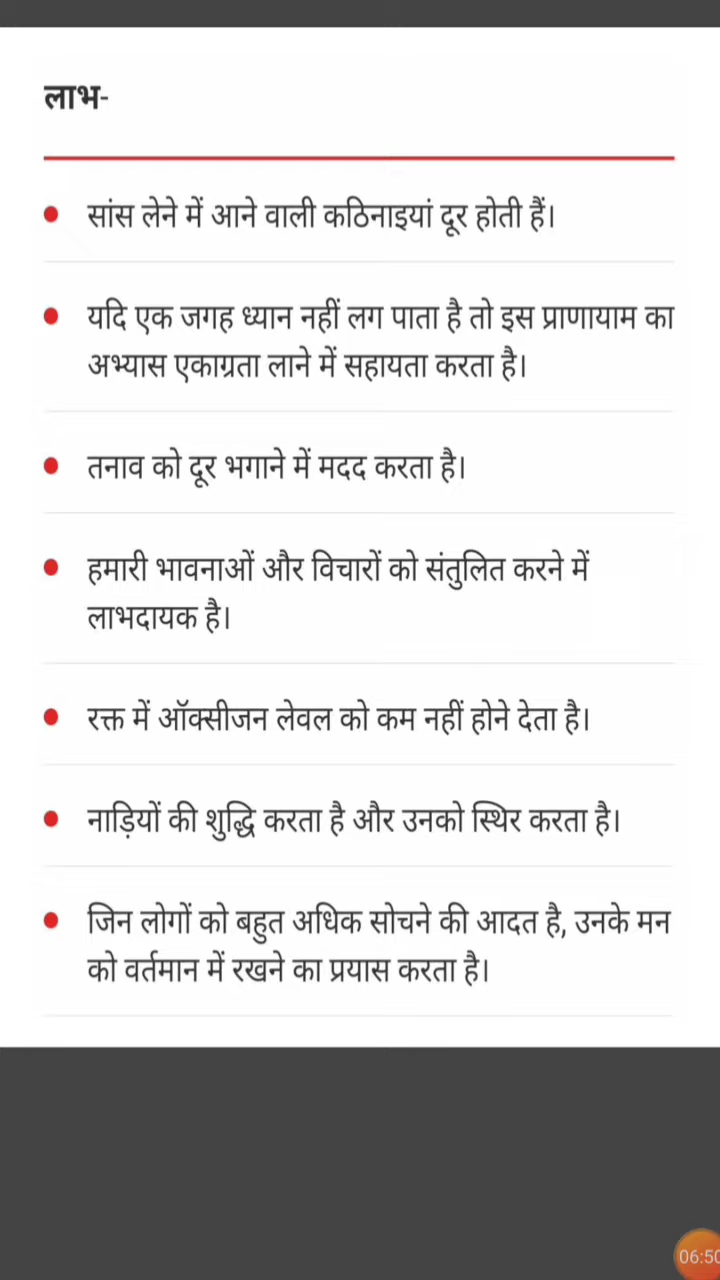 लाभ-
सांस लेने में आने वाली कठिनाइयां दूर होती हैं।
यदि एक जगह ध्यान नहीं लग पाता है तो इस प्राणायाम का
अभ्यास एकाग्रता लाने में सहायता करता है।
तनाव को दूर भगाने में मदद करता है।
हमारी भावनाओं और विचारों को संतुलित करने में
लाभदायक है।
रक्त में ऑक्सीजन लेवल को कम नहीं होने देता है।
नाड़ियों की शुद्धि करता है और उनको स्थिर करता है।
जिन लोगों को बहुत अधिक सोचने की आदत है, उनके मन
को वर्तमान में रखने का प्रयास करता है।
06:50